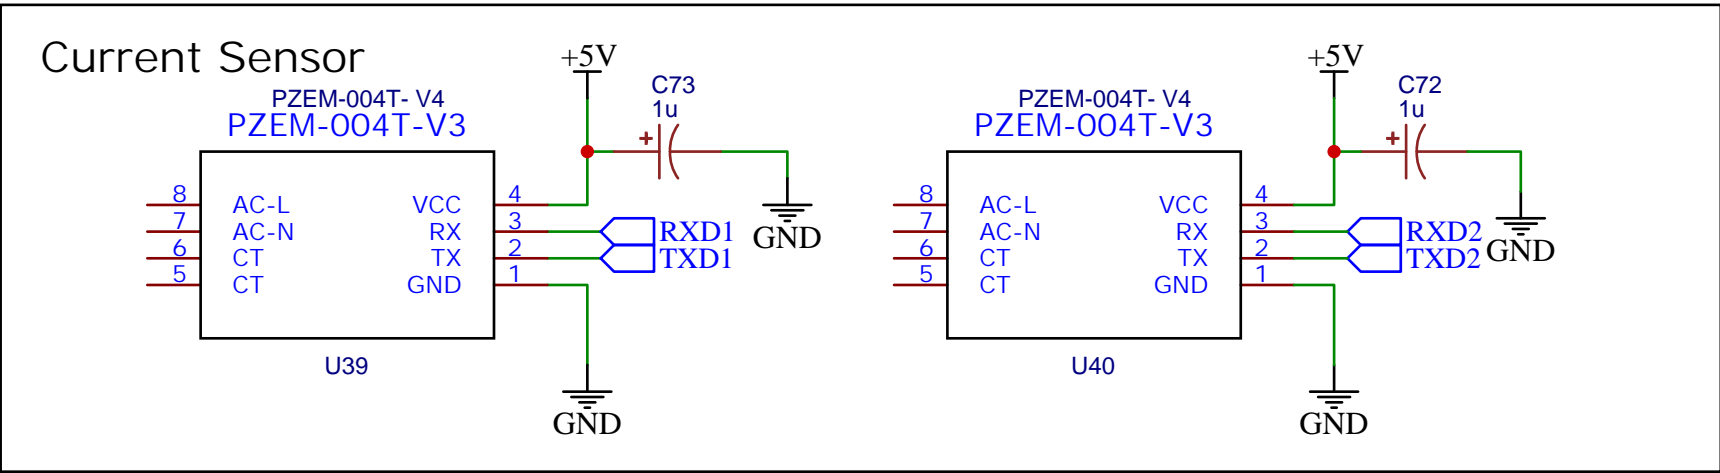 Current Sensor
+5V
C73
1u
PZEM-004T- V4
PZEM-004T-V3
8 AC-L VCC 4
7 AC-N RX 3 RXD1
6 CT TX 2 TXD1
5 CT GND 1
GND
U39
GND
+5V
C72
1u
PZEM-004T- V4
PZEM-004T-V3
8 AC-L VCC 4
7 AC-N RX 3 RXD2
6 CT TX 2 TXD2
5 CT GND 1
GND
U40
GND